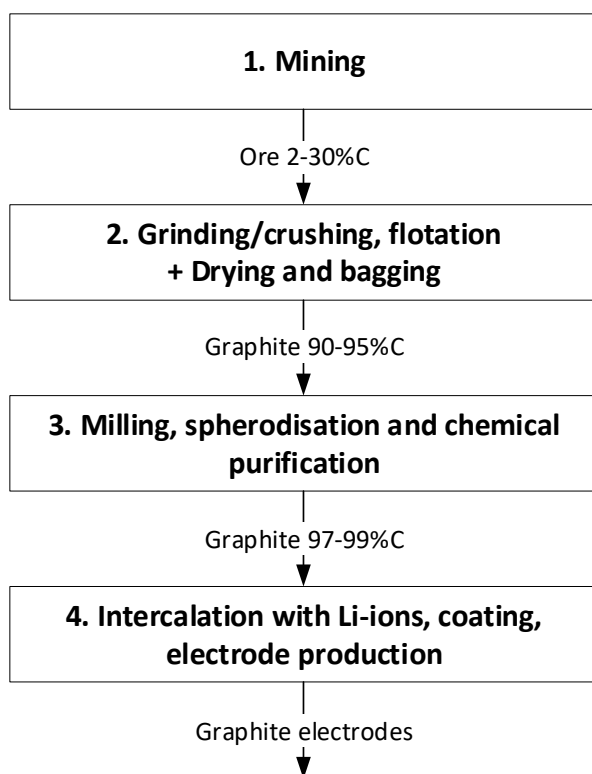 1. Mining
Ore 2-30%C
2. Grinding/crushing, flotation
+ Drying and bagging
Graphite 90-95%C
3. Milling, spherodisation and chemical
purification
Graphite 97-99%C
4. Intercalation with Li-ions, coating,
electrode production
Graphite electrodes